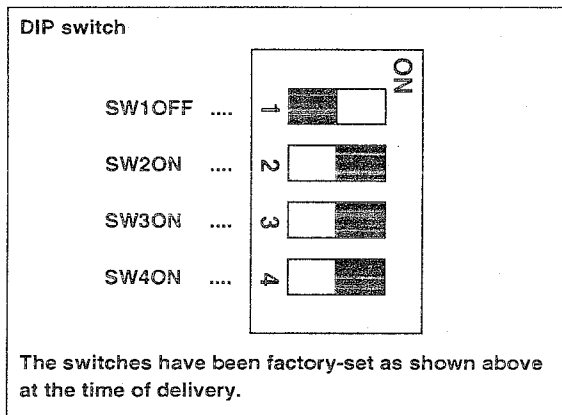 DIP switch
ON
SW1OFF .... 1
SW2ON .... 2
SW3ON .... 3
SW4ON .... 4
The switches have been factory-set as shown above
at the time of delivery.